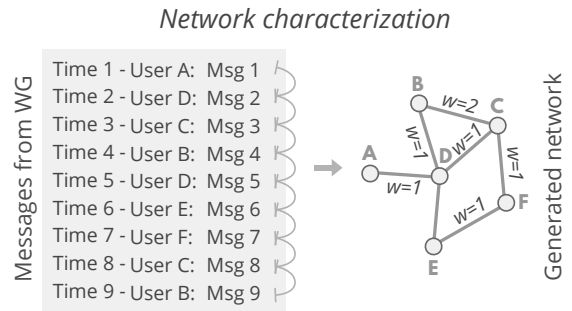 Network characterization
Messages from WG
Time 1 - User A: Msg 1
Time 2 - User D: Msg 2
Time 3 - User C: Msg 3
Time 4 - User B: Msg 4
Time 5 - User D: Msg 5
Time 6 - User E: Msg 6
Time 7 - User F: Msg 7
Time 8 - User C: Msg 8
Time 9 - User B: Msg 9
B
w=2
C
w=1
w=1
w=1
A
D
w=1
F
w=1
E
Generated network